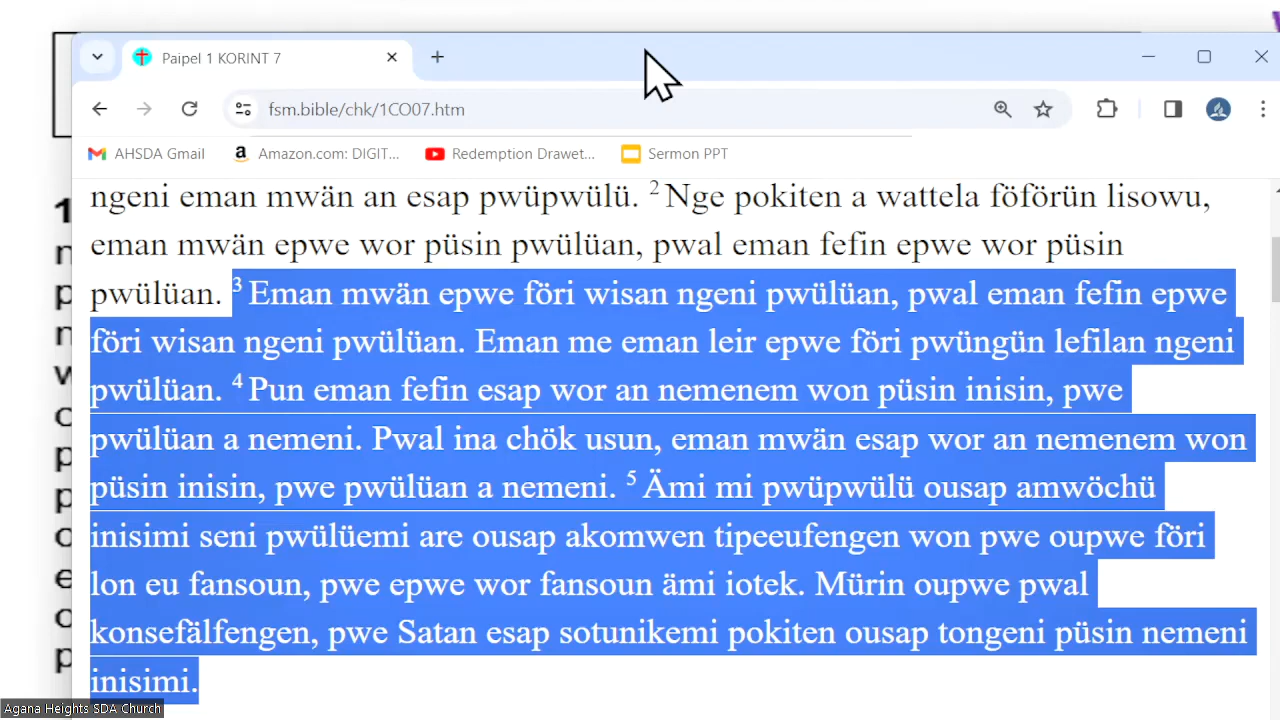 Paipel 1 KORINT 7
fsm.bible/chk/1CO07.htm
AHSDA Gmail
Amazon.com: DIGIT...
Redemption Drawet...
Sermon PPT
ngeni eman mwän an esap pwüpwülü. 2 Nge pokiten a wattela föförün lisowu,
eman mwän epwe wor püsin pwülüan, pwal eman fefin epwe wor püsin
pwülüan. 3 Eman mwän epwe föri wisan ngeni pwülüan, pwal eman fefin epwe
föri wisan ngeni pwülüan. Eman me eman leir epwe föri pwüngün lefilan ngeni
pwülüan. 4 Pun eman fefin esap wor an nemenem won püsin inisin, pwe
pwülüan a nemeni. Pwal ina chök usun, eman mwän esap wor an nemenem won
püsin inisin, pwe pwülüan a nemeni. 5 Ämi mi pwüpwülü ousap amwöchü
inisimi seni pwülüemi are ousap akomwen tipeeufengen won pwe oupwe föri
lon eu fansoun, pwe epwe wor fansoun ämi iotek. Mürin oupwe pwal
konsefälfengen, pwe Satan esap sotunikemi pokiten ousap tongeni püsin nemeni
inisimi.
Agana Heights SDA Church